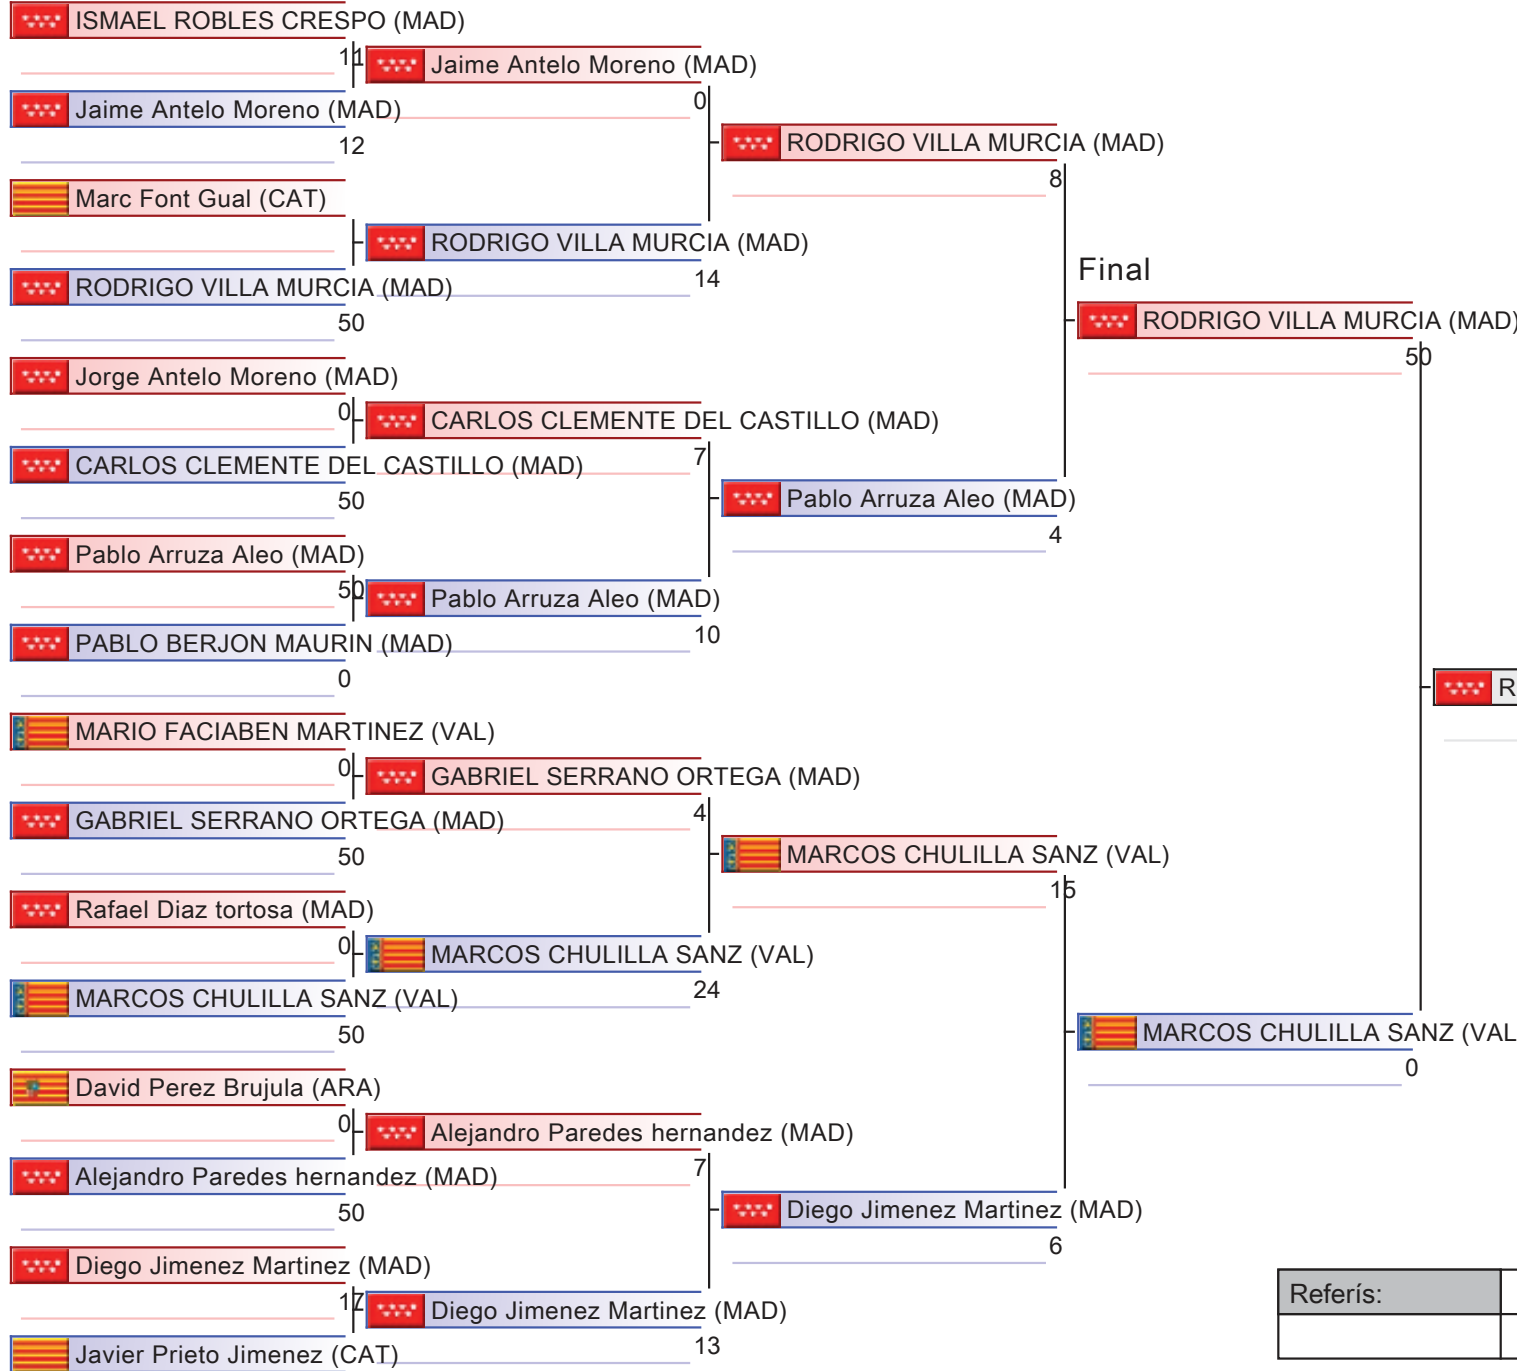 ISMAEL ROBLES CRESPO (MAD)
11
Jaime Antelo Moreno (MAD)
12
Marc Font Gual (CAT)
RODRIGO VILLA MURCIA (MAD)
50
Jorge Antelo Moreno (MAD)
0
CARLOS CLEMENTE DEL CASTILLO (MAD)
50
Pablo Arruza Aleo (MAD)
50
PABLO BERJON MAURIN (MAD)
0
MARIO FACIABEN MARTINEZ (VAL)
0
GABRIEL SERRANO ORTEGA (MAD)
50
Rafael Diaz tortosa (MAD)
0
MARCOS CHULILLA SANZ (VAL)
50
David Perez Brujula (ARA)
0
Alejandro Paredes hernandez (MAD)
50
Diego Jimenez Martinez (MAD)
17
Javier Prieto Jimenez (CAT)
Jaime Antelo Moreno (MAD)
0
RODRIGO VILLA MURCIA (MAD)
14
CARLOS CLEMENTE DEL CASTILLO (MAD)
7
Pablo Arruza Aleo (MAD)
10
GABRIEL SERRANO ORTEGA (MAD)
4
MARCOS CHULILLA SANZ (VAL)
24
Alejandro Paredes hernandez (MAD)
7
Diego Jimenez Martinez (MAD)
13
RODRIGO VILLA MURCIA (MAD)
8
Pablo Arruza Aleo (MAD)
4
MARCOS CHULILLA SANZ (VAL)
15
Diego Jimenez Martinez (MAD)
6
Final
RODRIGO VILLA MURCIA (MAD)
50
MARCOS CHULILLA SANZ (VAL
0
R
Referís: